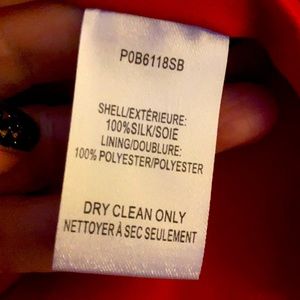 P0B6118SB
SHELL/EXTÉRIEURE:
100%SILK/SOIE
LINING/DOUBLURE:
100% POLYESTER/POLYESTER
DRY CLEAN ONLY
NETTOYER À SEC SEULEMENT